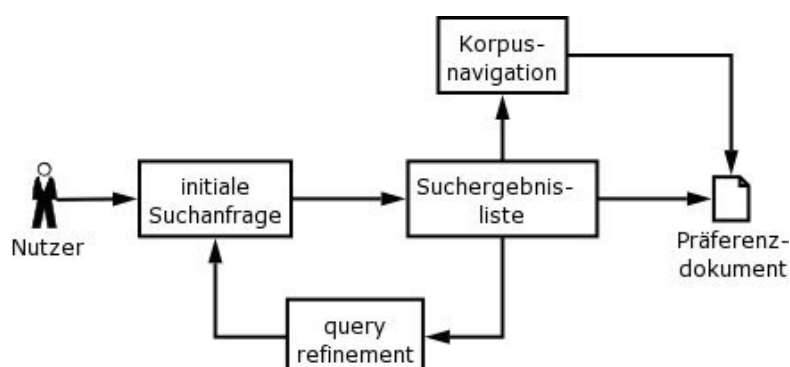 Korpus-
navigation
initiale
Suchanfrage
Suchergebnis-
liste
Nutzer
Präferenz-
dokument
query
refinement